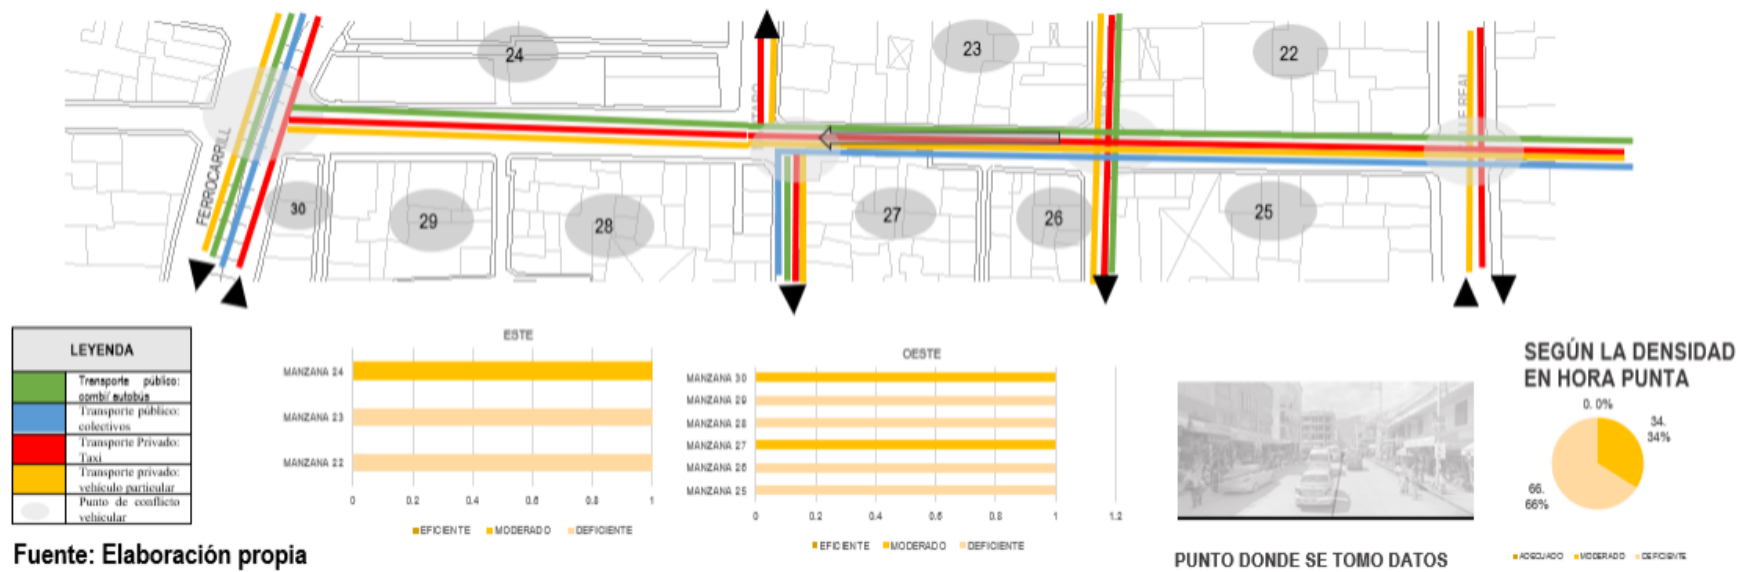 24
23
22
FERROCARRILL
30
29
28
27
26
25
LEYENDA
Transporte público:
combi/ autobús
Transporte público:
colectivos
Transporte Privado:
Taxi
Transporte privado:
vehículo particular
Punto de conflicto
vehicular
Fuente: Elaboración propia
ESTE
MANZANA 24
MANZANA 23
MANZANA 22
0 0.2 0.4 0.6 0.8 1
EFICIENTE MODERADO DEFICIENTE
OESTE
MANZANA 30
MANZANA 29
MANZANA 28
MANZANA 27
MANZANA 26
MANZANA 25
0 0.2 0.4 0.6 0.8 1 1.2
EFICIENTE MODERADO DEFICIENTE
PUNTO DONDE SE TOMO DATOS
SEGÚN LA DENSIDAD
EN HORA PUNTA
0. 0%
34.
34%
66.
66%
ADECUADO MODERADO DEFICIENTE